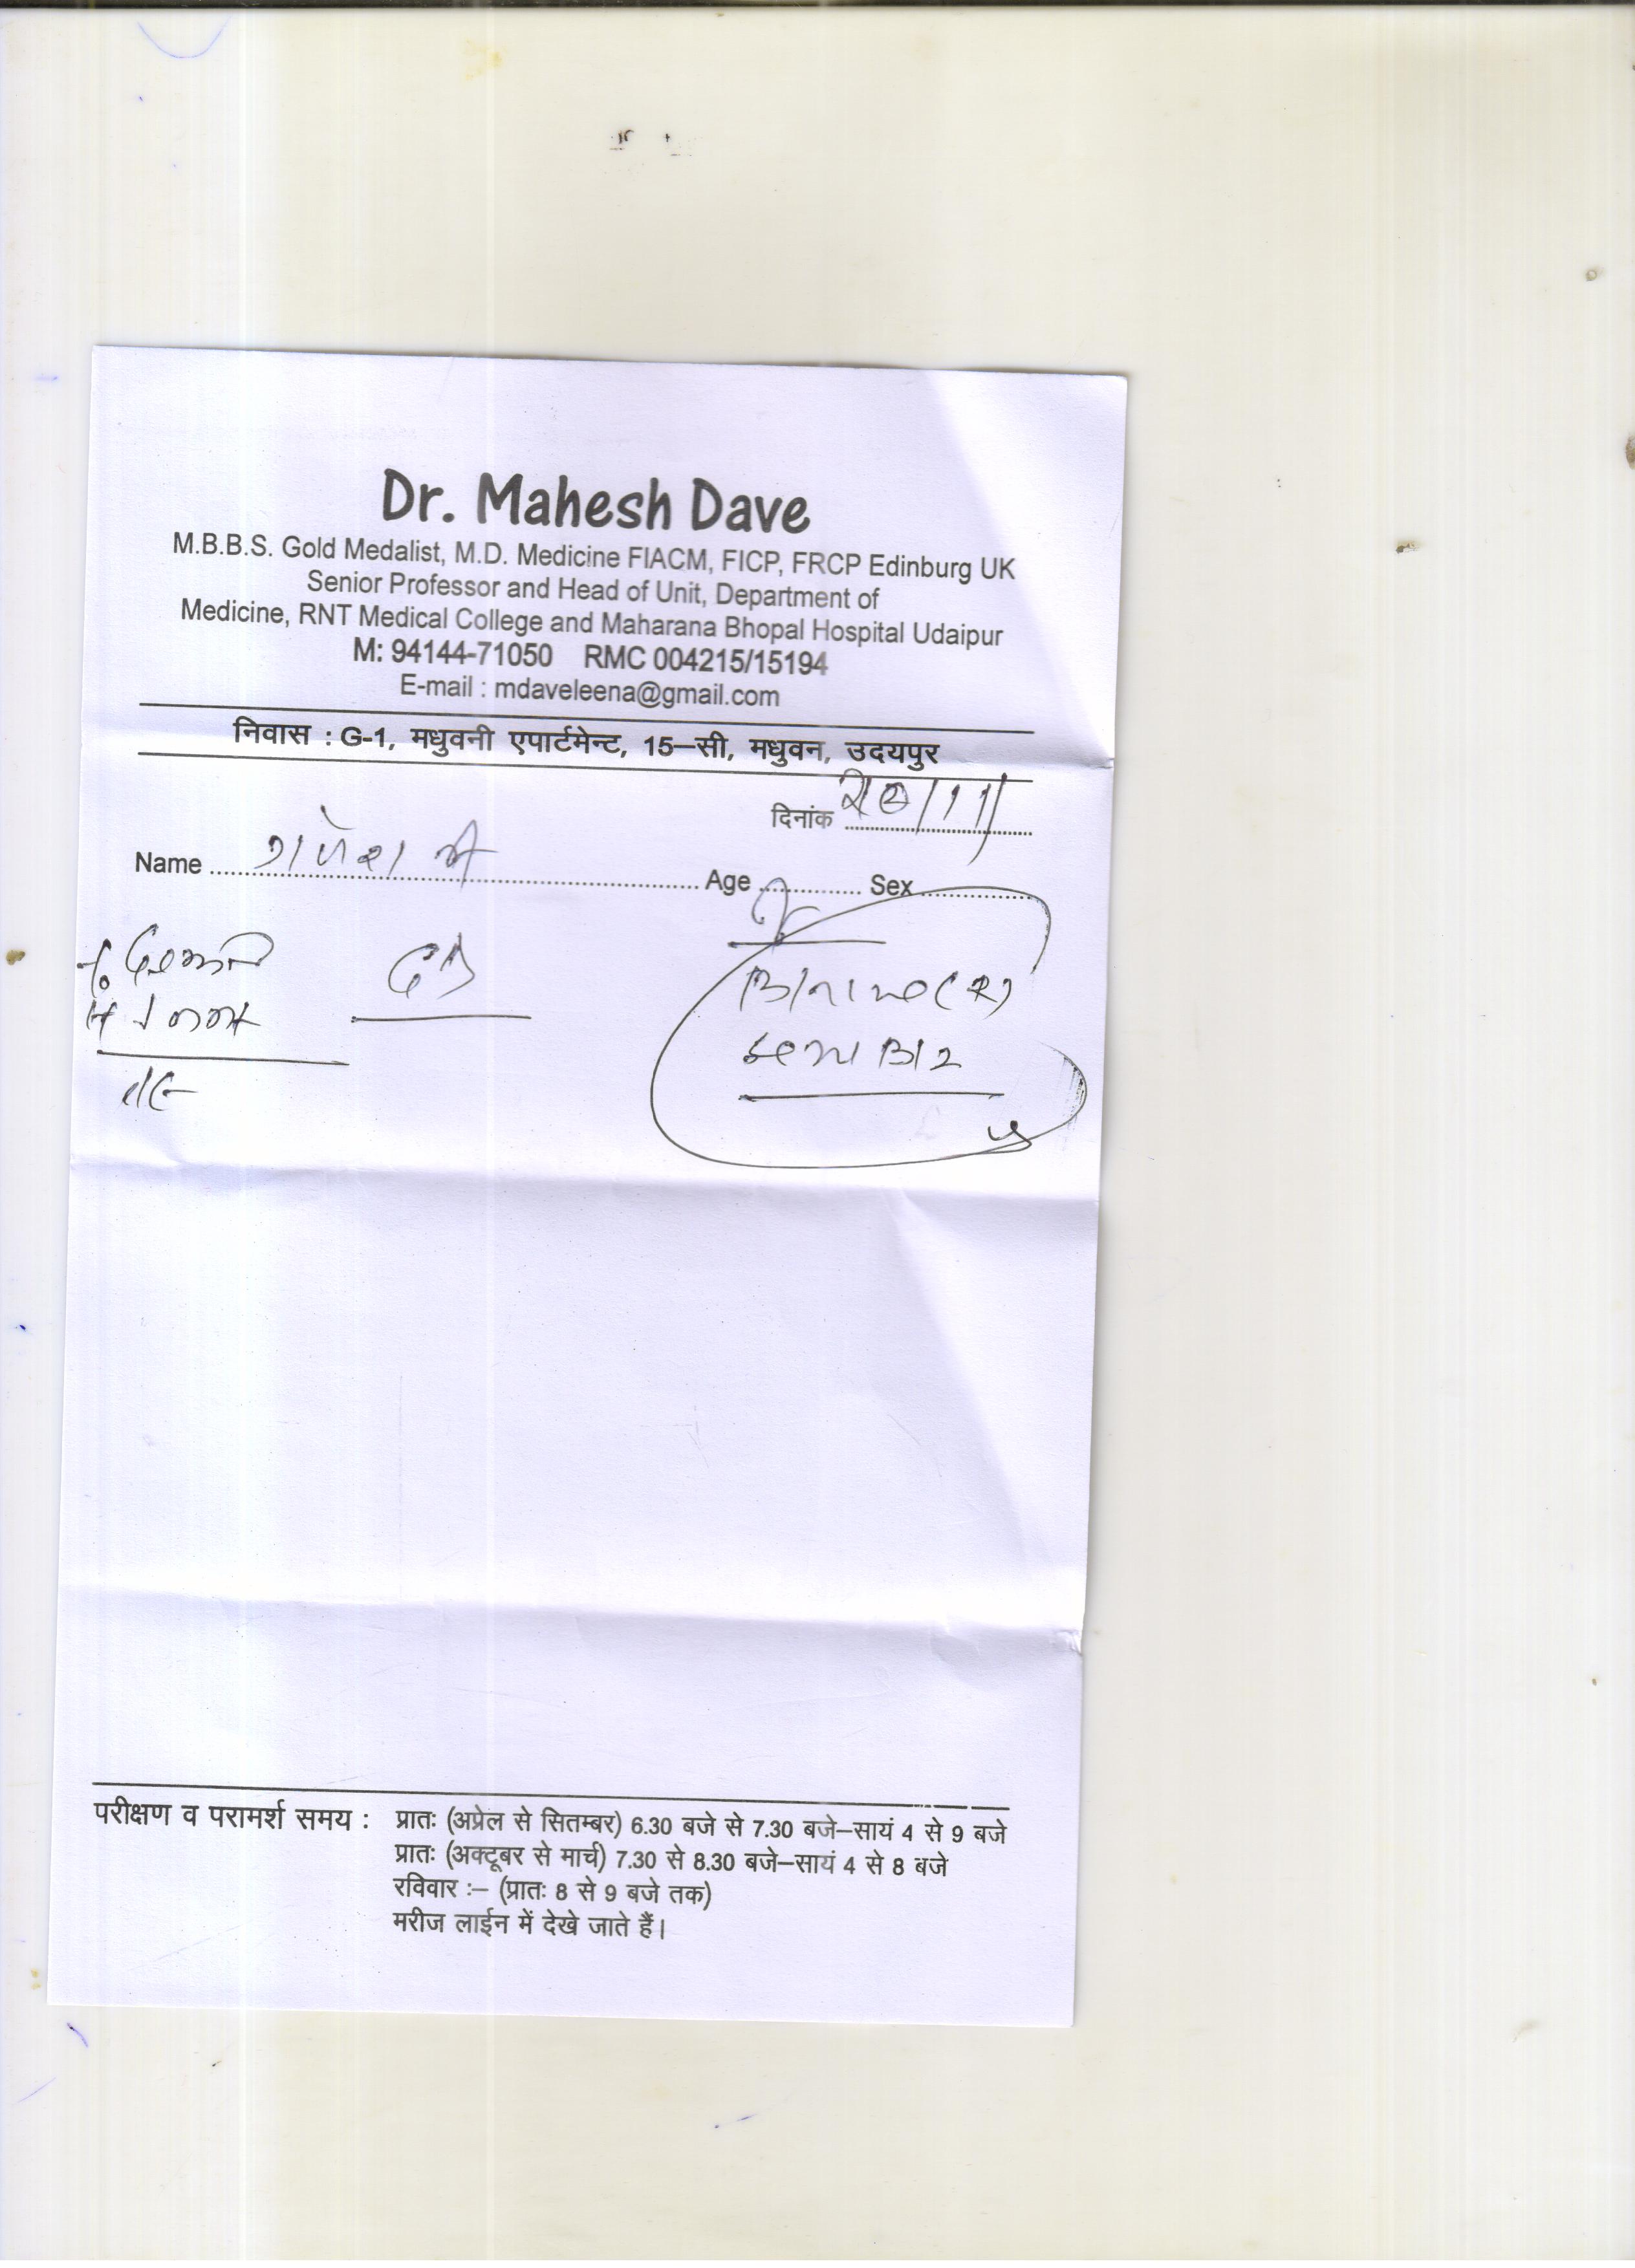 Dr. Mahesh Dave
M.B.B.S. Gold Medalist, M.D. Medicine FIACM, FICP, FRCP Edinburg UK
Senior Professor and Head of Unit, Department of
Medicine, RNT Medical College and Maharana Bhopal Hospital Udaipur
M: 94144-71050 RMC 004215/15194
E-mail : mdaveleena@gmail.com
निवास : G-1, मधुवनी एपार्टमेन्ट, 15–सी, मधुवन, उदयपुर
दिनांक
Name गणेश जी Age Sex
B12
परीक्षण व परामर्श समय : प्रातः (अप्रेल से सितम्बर) 6.30 बजे से 7.30 बजे–सायं 4 से 9 बजे
प्रातः (अक्टूबर से मार्च) 7.30 से 8.30 बजे–सायं 4 से 8 बजे
रविवार :– (प्रातः 8 से 9 बजे तक)
मरीज लाईन में देखे जाते हैं।